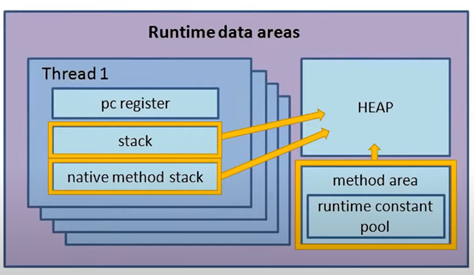 Runtime data areas
Thread 1
pc register
stack
native method stack
HEAP
method area
runtime constant
pool